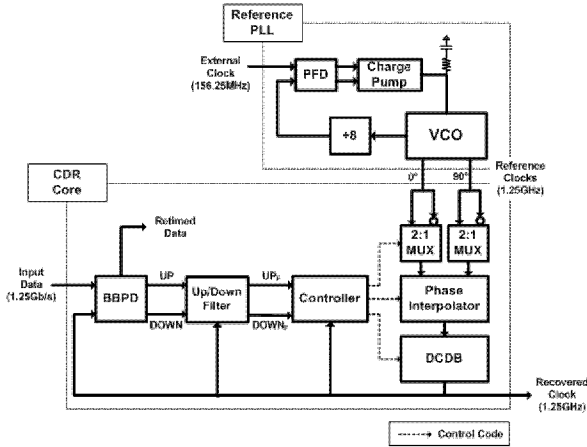 Reference
PLL
External
Clock
(156.25MHz)
PFD
Charge
Pump
÷8
VCO
Reference
Clocks
(1.25GHz)
0°
90°
CDR
Core
Retimed
Data
2:1
MUX
2:1
MUX
Input
Data
(1.25Gb/s)
BBPD
UP
DOWN
Up/Down
Filter
UPF
DOWNF
Controller
Phase
Interpolator
DCDB
Recovered
Clock
(1.25GHz)
Control Code